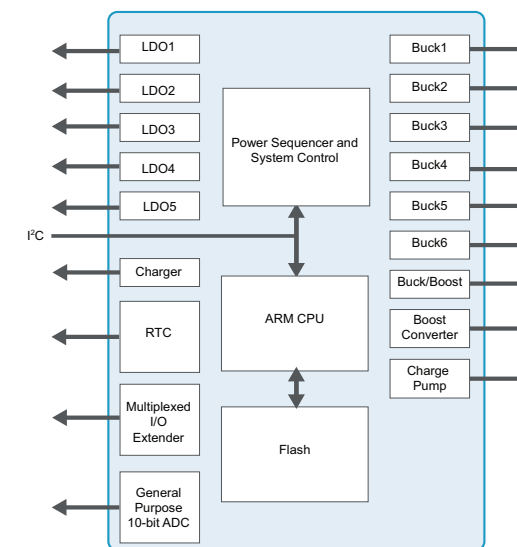 LDO1
LDO2
LDO3
LDO4
LDO5
I²C
Charger
RTC
Multiplexed
I/O
Extender
General
Purpose
10-bit ADC
Power Sequencer and
System Control
ARM CPU
Flash
Buck1
Buck2
Buck3
Buck4
Buck5
Buck6
Buck/Boost
Boost
Converter
Charge
Pump